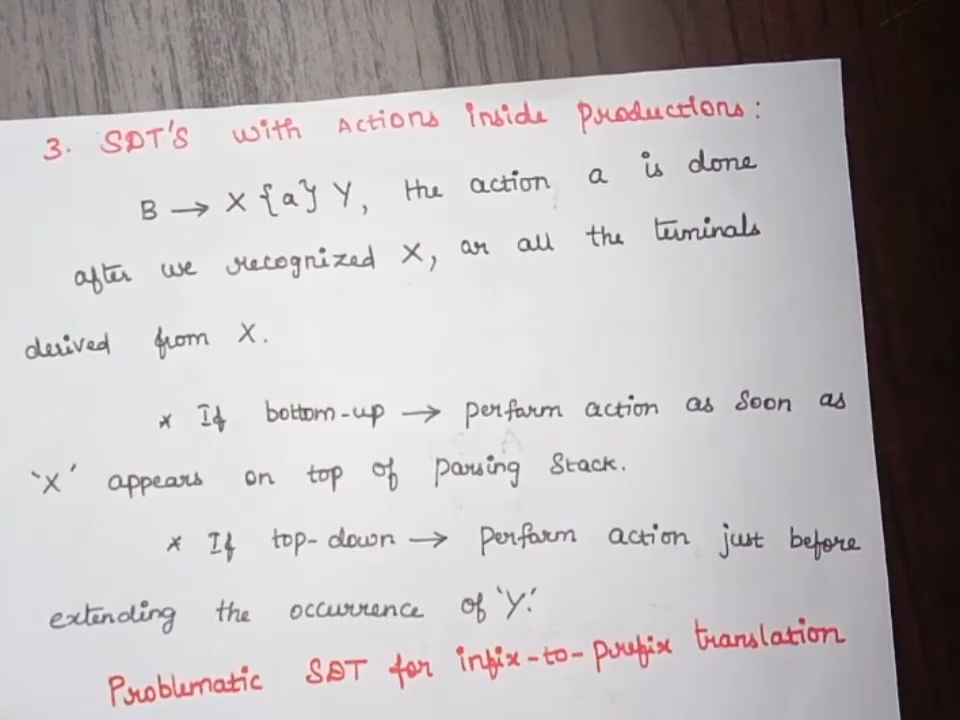 3. SDT'S with Actions inside productions:
B → X {a} Y, the action a is done
after we recognized X, or all the terminals
derived from X.
* If bottom-up → perform action as soon as
'X' appears on top of parsing stack.
* If top-down → perform action just before
extending the occurrence of 'Y'.
Problematic SDT for infix-to-prefix translation